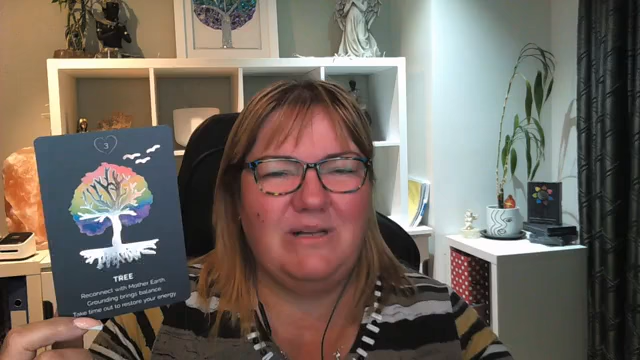 3
TREE
Reconnect with Mother Earth.
Grounding brings balance.
Take time out to restore your energy